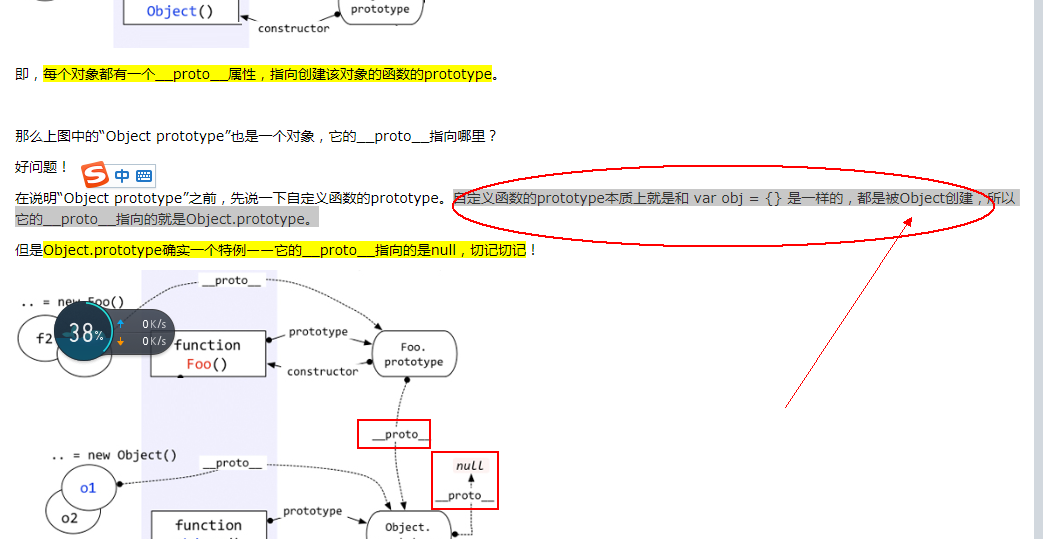 Object()
prototype
constructor
即，每个对象都有一个__proto__属性，指向创建该对象的函数的prototype。
那么上图中的“Object prototype”也是一个对象，它的__proto__指向哪里？
好问题！
S 中
在说明“Object prototype”之前，先说一下自定义函数的prototype。自定义函数的prototype本质上就是和 var obj = {} 是一样的，都是被Object创建，所以
它的__proto__指向的就是Object.prototype。
但是Object.prototype确实一个特例——它的__proto__指向的是null，切记切记！
__proto__
.. = new Foo()
38%
0K/s
0K/s
f2
function
Foo()
prototype
constructor
Foo.
prototype
__proto__
.. = new Object()
__proto__
null
__proto__
o1
o2
function
prototype
Object.